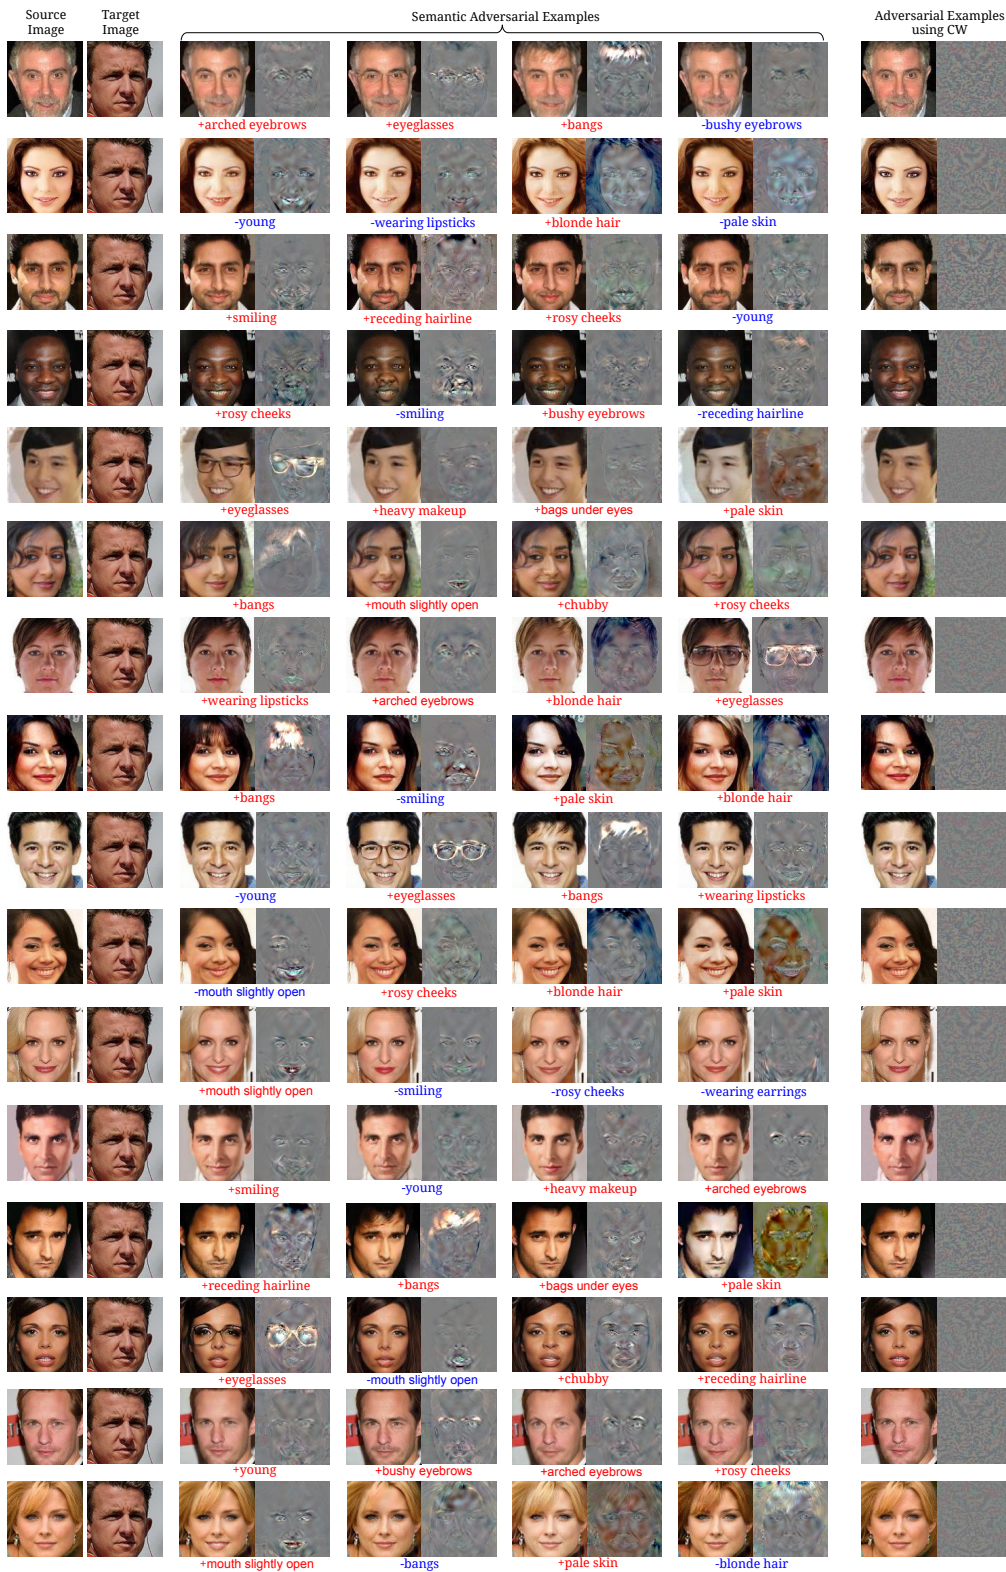 Source
Image
Target
Image
Semantic Adversarial Examples
Adversarial Examples
using CW
+arched eyebrows
+eyeglasses
+bangs
-bushy eyebrows
-young
-wearing lipsticks
+blonde hair
-pale skin
+smiling
+receding hairline
+rosy cheeks
-young
+rosy cheeks
-smiling
+bushy eyebrows
-receding hairline
+eyeglasses
+heavy makeup
+bags under eyes
+pale skin
+bangs
+mouth slightly open
+chubby
+rosy cheeks
+wearing lipsticks
+arched eyebrows
+blonde hair
+eyeglasses
+bangs
-smiling
+pale skin
+blonde hair
-young
+eyeglasses
+bangs
+wearing lipsticks
-mouth slightly open
+rosy cheeks
+blonde hair
+pale skin
+mouth slightly open
-smiling
-rosy cheeks
-wearing earrings
+smiling
-young
+heavy makeup
+arched eyebrows
+receding hairline
+bangs
+bags under eyes
+pale skin
+eyeglasses
-mouth slightly open
+chubby
+receding hairline
+young
+bushy eyebrows
+arched eyebrows
+rosy cheeks
+mouth slightly open
-bangs
+pale skin
-blonde hair